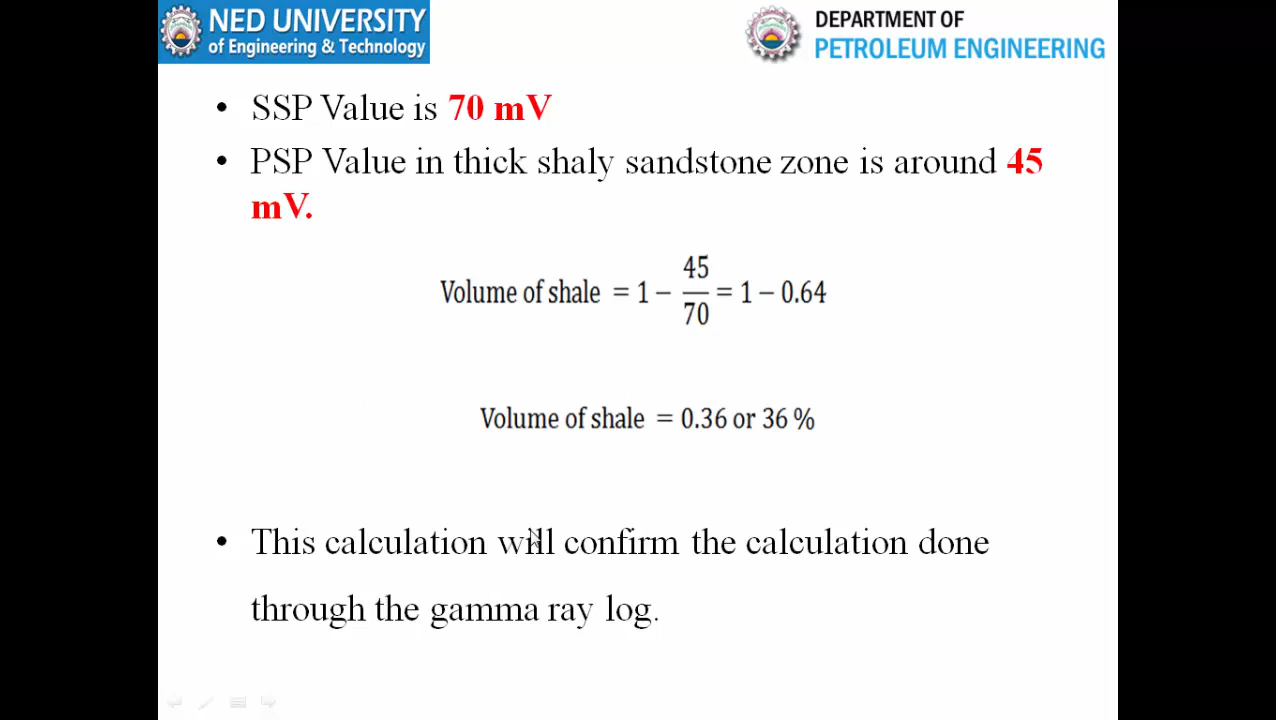 NED UNIVERSITY
of Engineering & Technology
DEPARTMENT OF
PETROLEUM ENGINEERING
• SSP Value is 70 mV
• PSP Value in thick shaly sandstone zone is around 45
mV.
Volume of shale = 1 − 45/70 = 1 − 0.64
Volume of shale = 0.36 or 36 %
• This calculation will confirm the calculation done
through the gamma ray log.